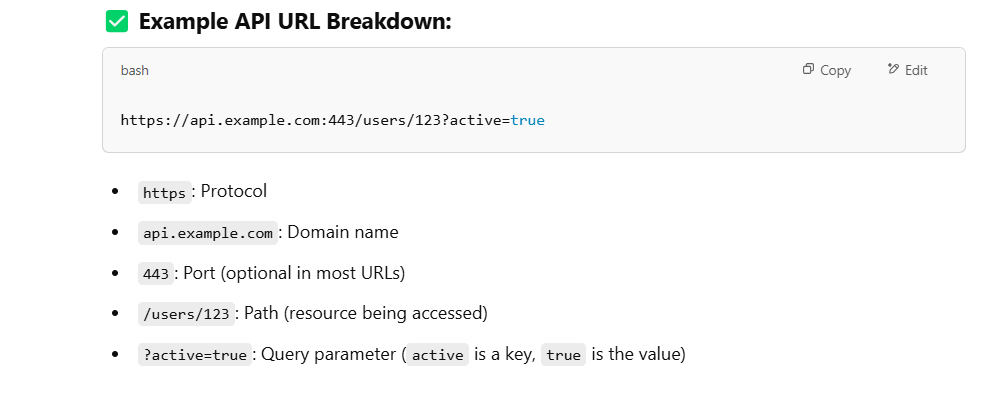 ✅ Example API URL Breakdown:
bash
Copy
Edit
https://api.example.com:443/users/123?active=true
• https: Protocol
• api.example.com: Domain name
• 443: Port (optional in most URLs)
• /users/123: Path (resource being accessed)
• ?active=true: Query parameter (active is a key, true is the value)